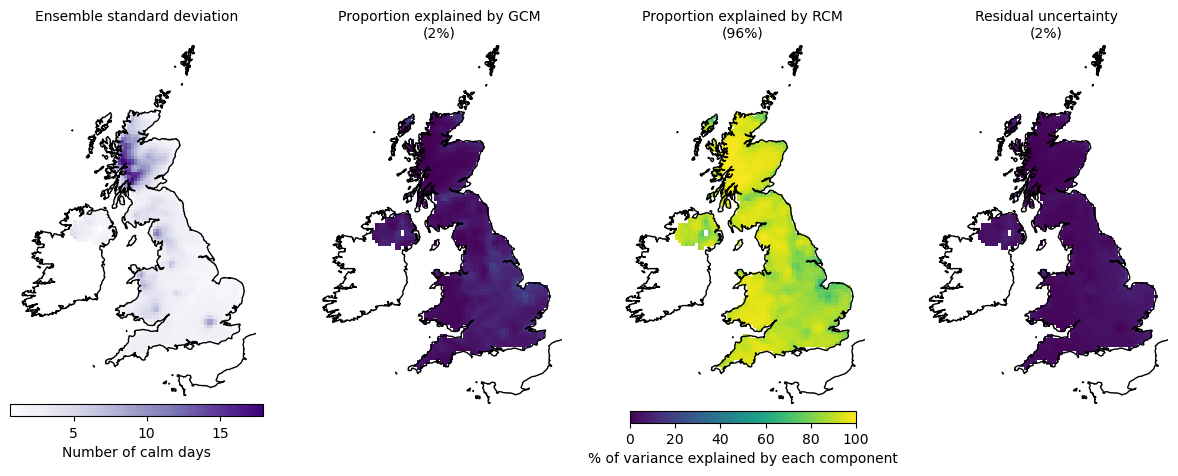 Ensemble standard deviation
Proportion explained by GCM
(2%)
Proportion explained by RCM
(96%)
Residual uncertainty
(2%)
5 10 15
Number of calm days
0 20 40 60 80 100
% of variance explained by each component